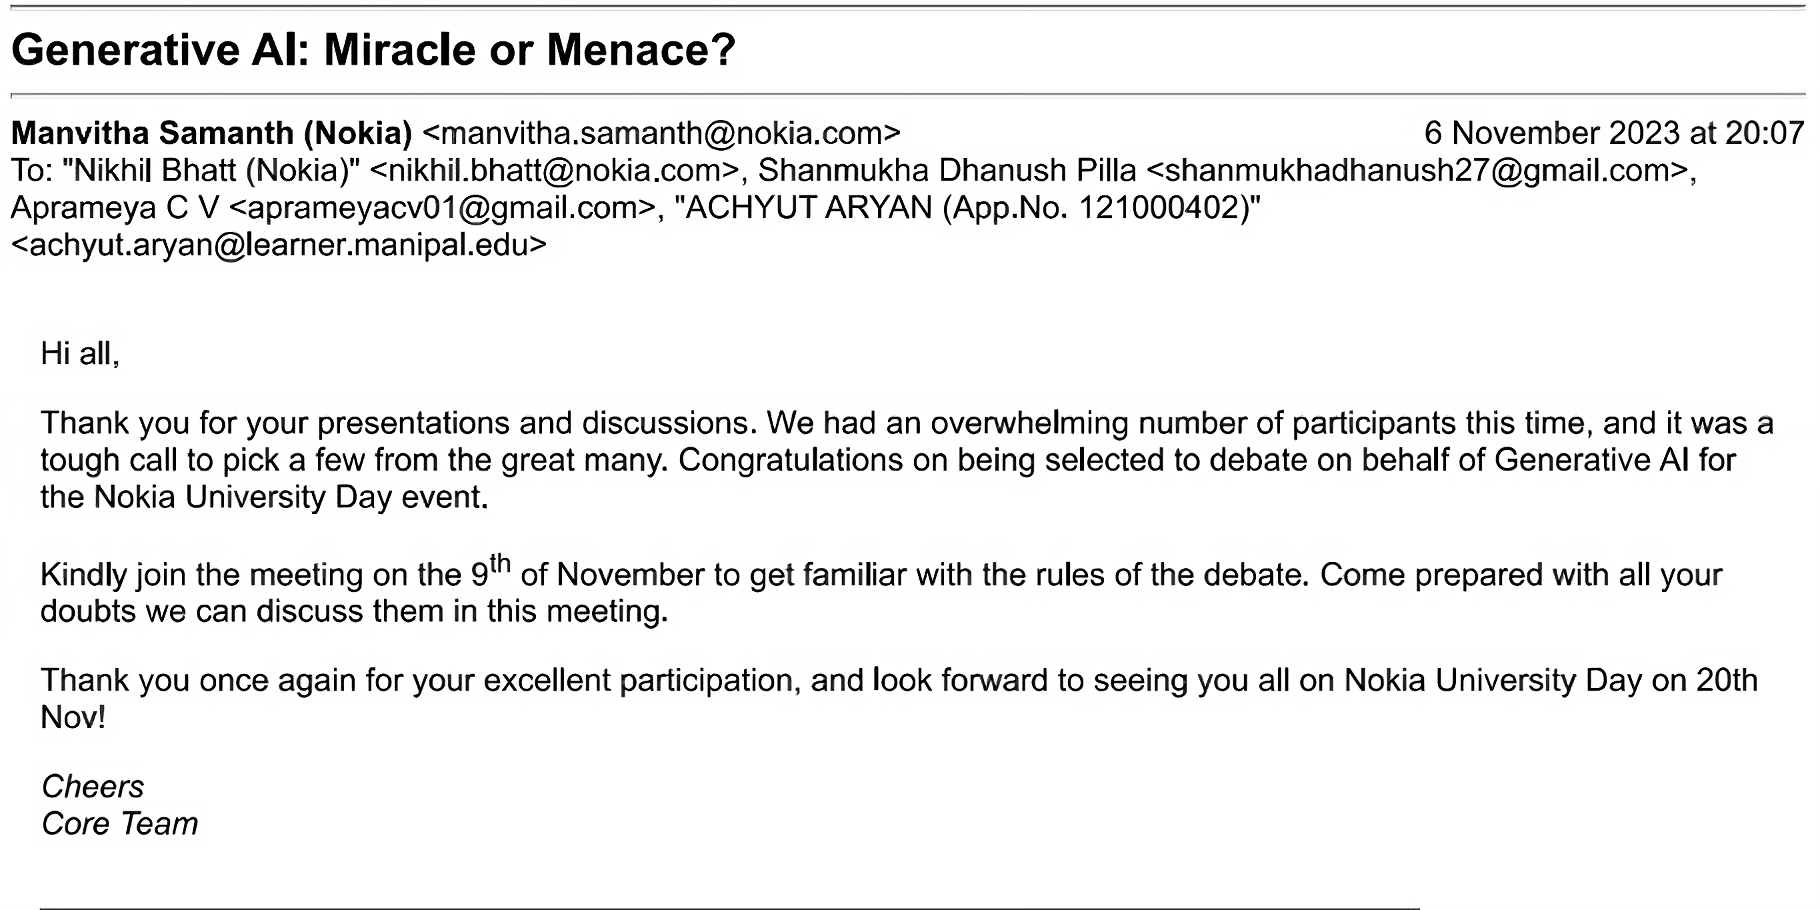 Generative AI: Miracle or Menace?
Manvitha Samanth (Nokia) <manvitha.samanth@nokia.com> 6 November 2023 at 20:07
To: "Nikhil Bhatt (Nokia)" <nikhil.bhatt@nokia.com>, Shanmukha Dhanush Pilla <shanmukhadhanush27@gmail.com>,
Aprameya C V <aprameyacv01@gmail.com>, "ACHYUT ARYAN (App.No. 121000402)"
<achyut.aryan@learner.manipal.edu>
Hi all,
Thank you for your presentations and discussions. We had an overwhelming number of participants this time, and it was a
tough call to pick a few from the great many. Congratulations on being selected to debate on behalf of Generative AI for
the Nokia University Day event.
Kindly join the meeting on the 9th of November to get familiar with the rules of the debate. Come prepared with all your
doubts we can discuss them in this meeting.
Thank you once again for your excellent participation, and look forward to seeing you all on Nokia University Day on 20th
Nov!
Cheers
Core Team